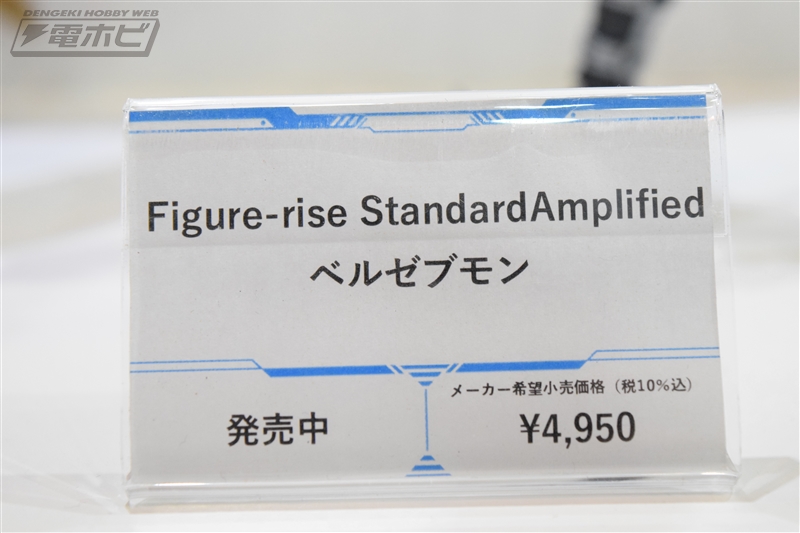 DENGEKI HOBBY WEB
電ホビ
Figure-rise StandardAmplified
ベルゼブモン
メーカー希望小売価格(税10%込)
発売中
¥4,950